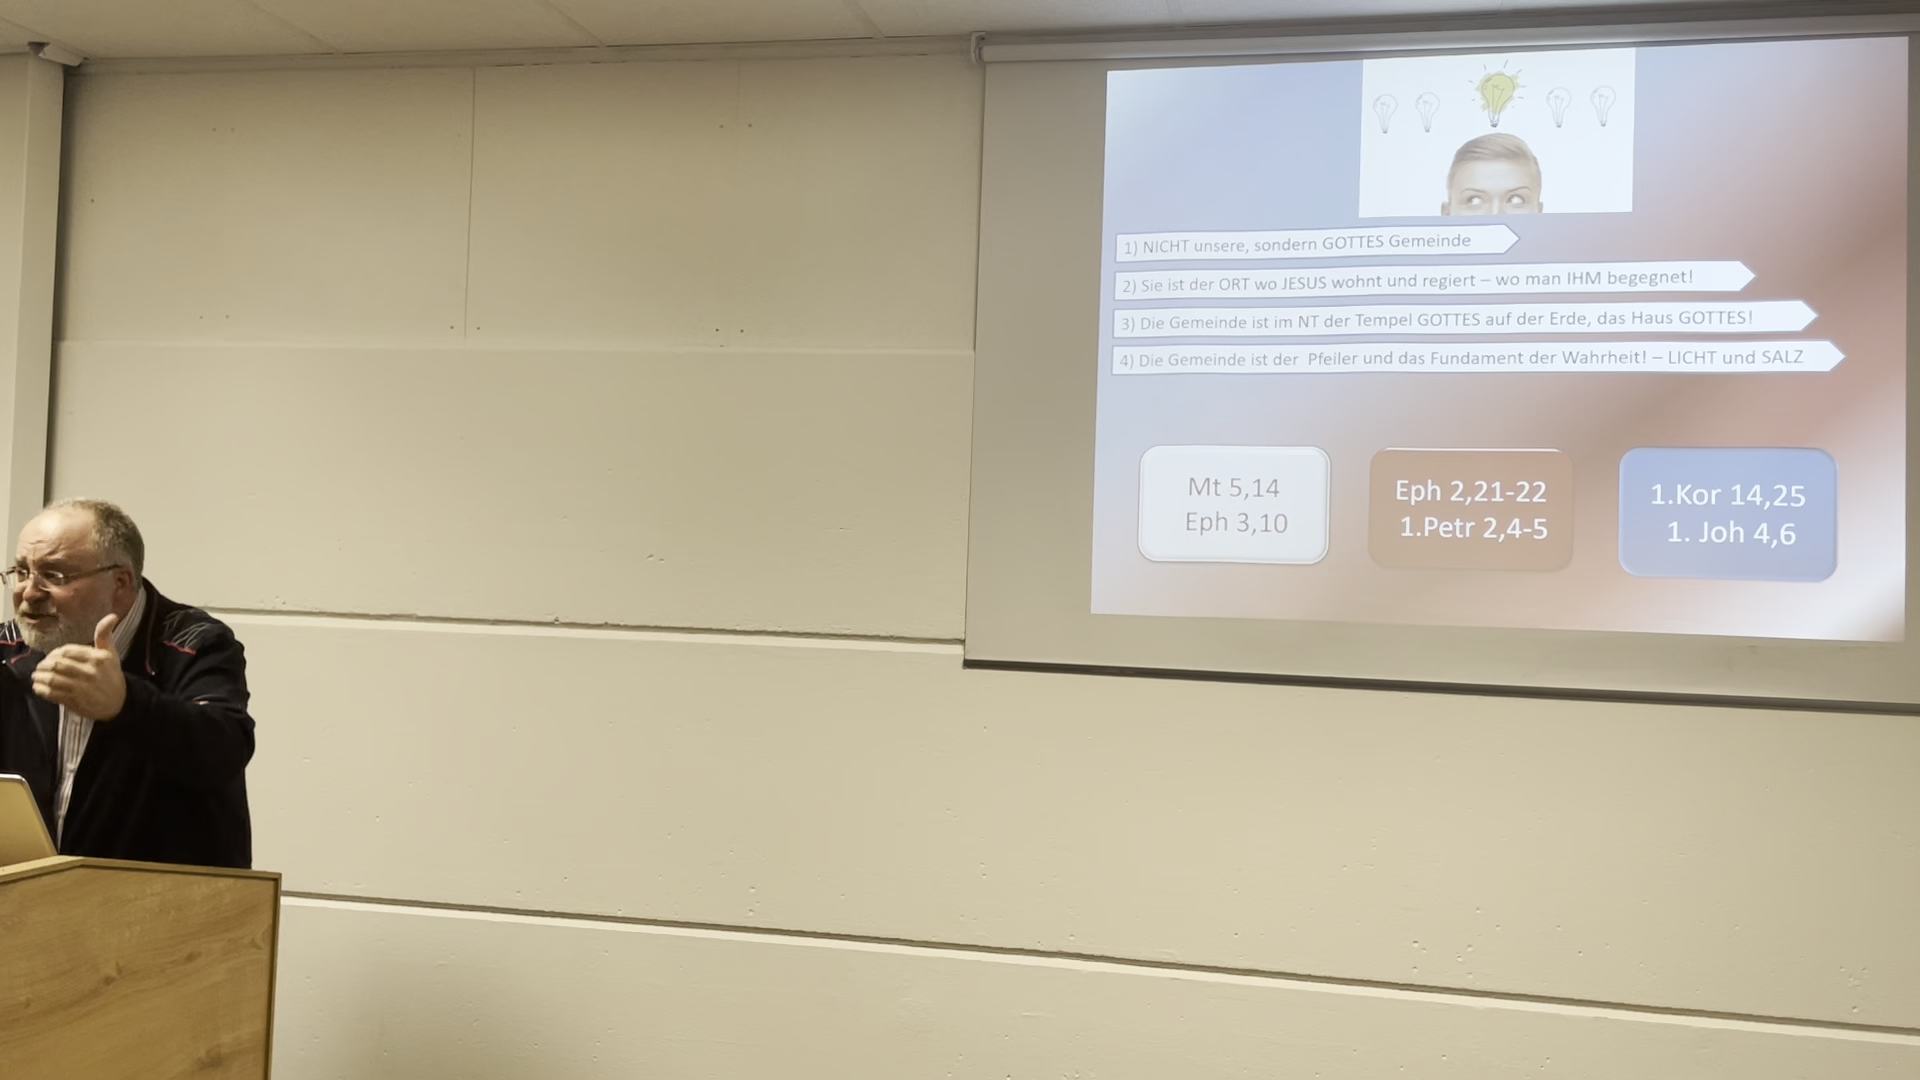 1) NICHT unsere, sondern GOTTES Gemeinde
2) Sie ist der ORT wo JESUS wohnt und regiert – wo man IHM begegnet!
3) Die Gemeinde ist im NT der Tempel GOTTES auf der Erde, das Haus GOTTES!
4) Die Gemeinde ist der Pfeiler und das Fundament der Wahrheit! – LICHT und SALZ
Mt 5,14
Eph 3,10
Eph 2,21-22
1.Petr 2,4-5
1.Kor 14,25
1. Joh 4,6